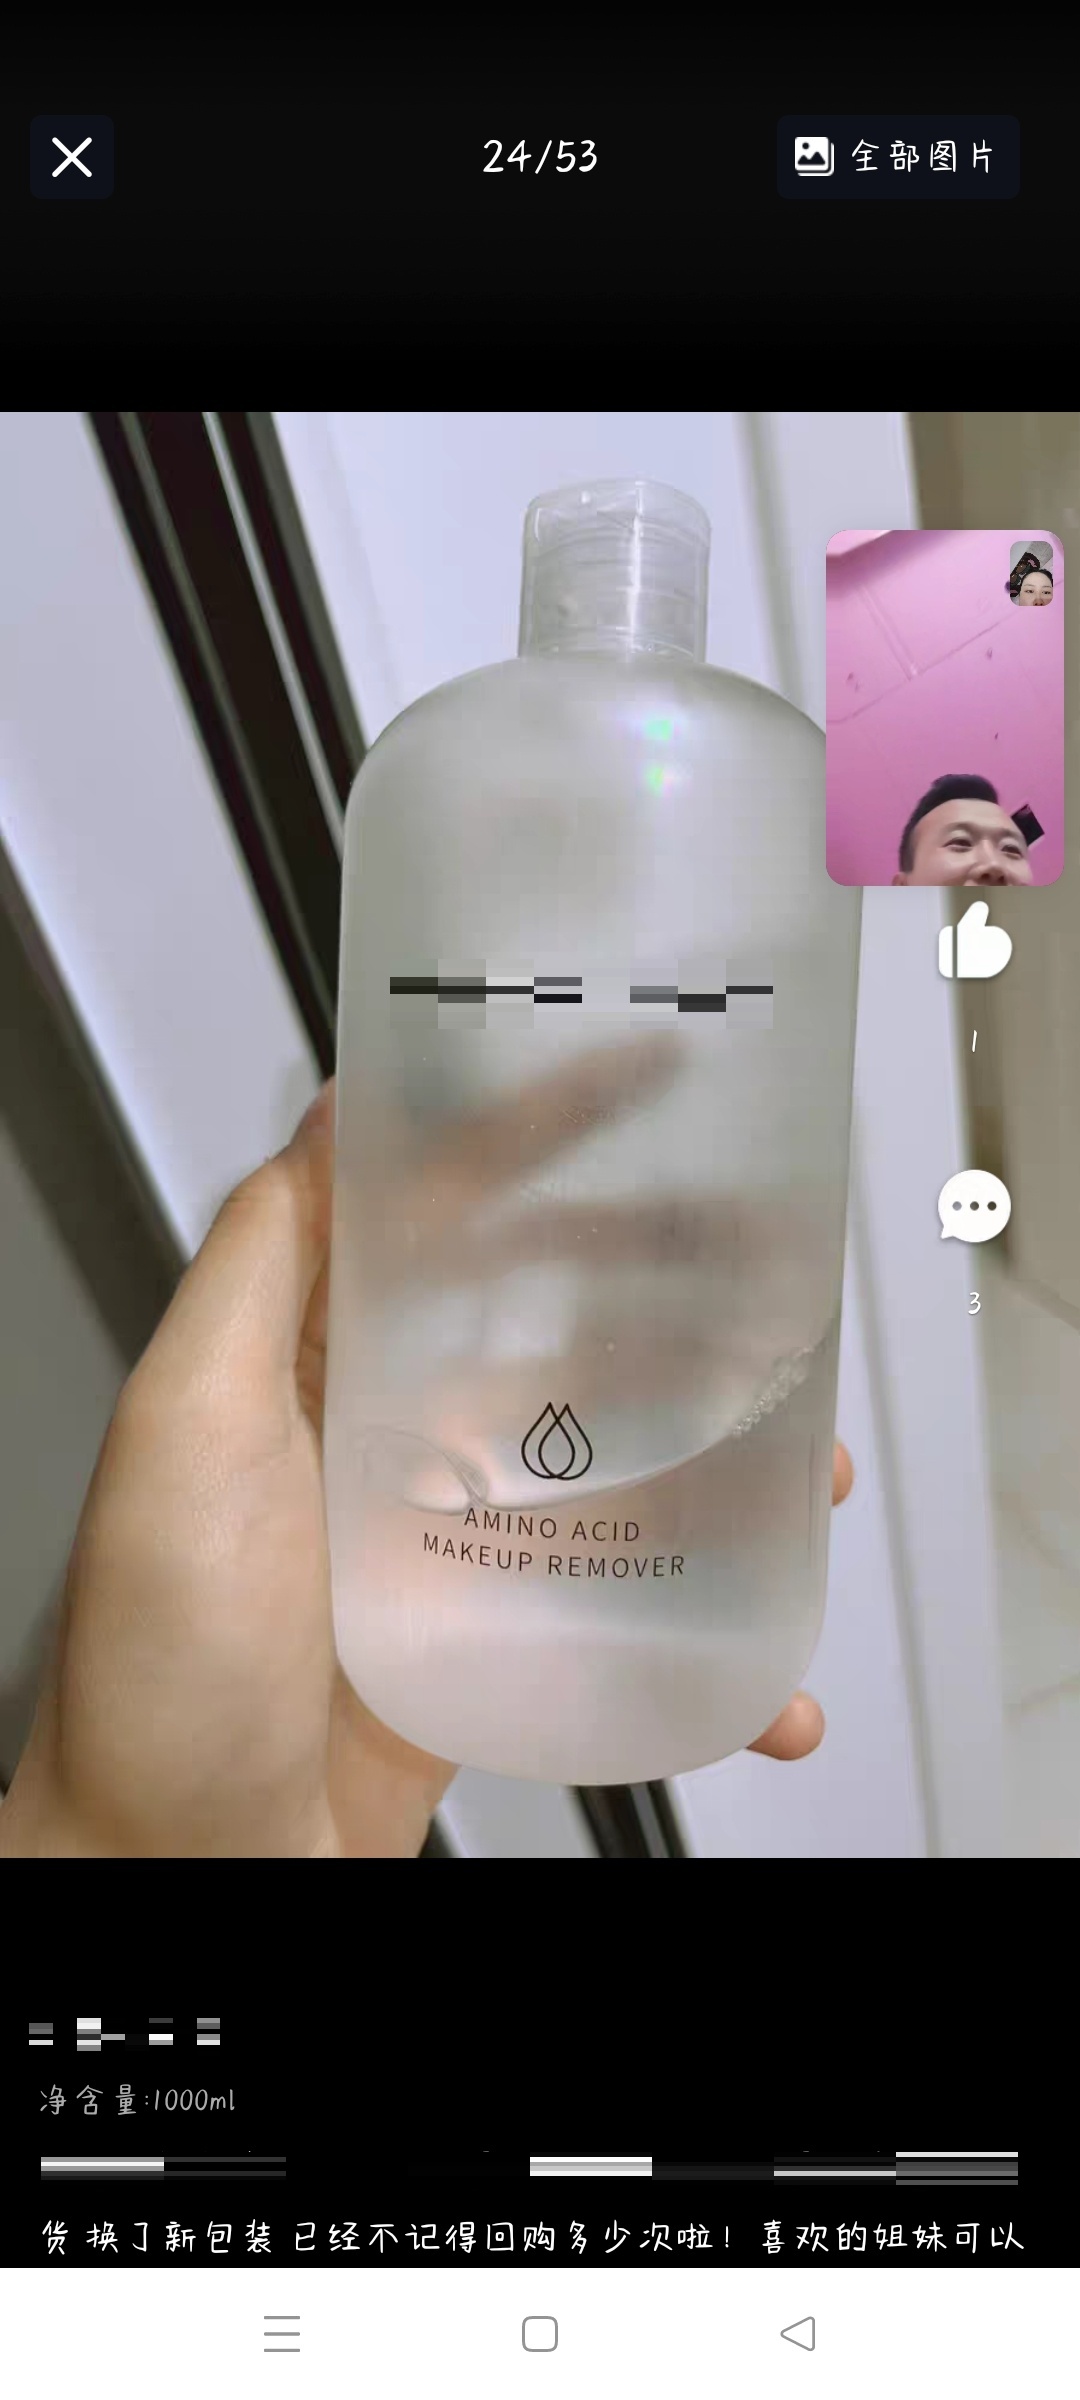 24/53
全部图片
1
3
AMINO ACID
MAKEUP REMOVER
净含量:1000ml
货 换了新包装 已经不记得回购多少次啦！喜欢的姐妹可以